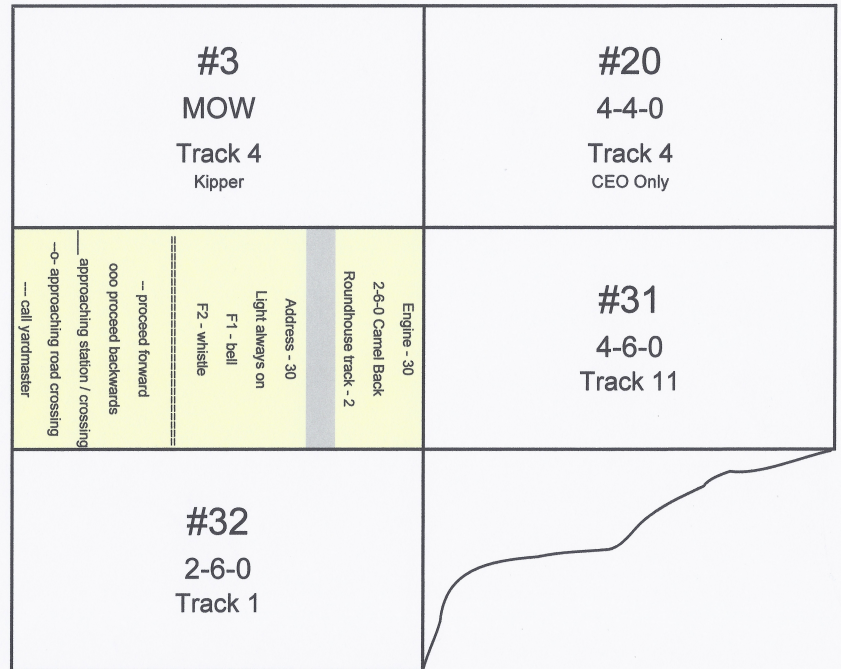 #3
MOW
Track 4
Kipper
#20
4-4-0
Track 4
CEO Only
Engine - 30
2-6-0 Camel Back
Roundhouse track - 2
Address - 30
Light always on
F1 - bell
F2 - whistle
==========================
-- proceed forward
ooo proceed backwards
___ approaching station / crossing
--o- approaching road crossing
--- call yardmaster
#31
4-6-0
Track 11
#32
2-6-0
Track 1